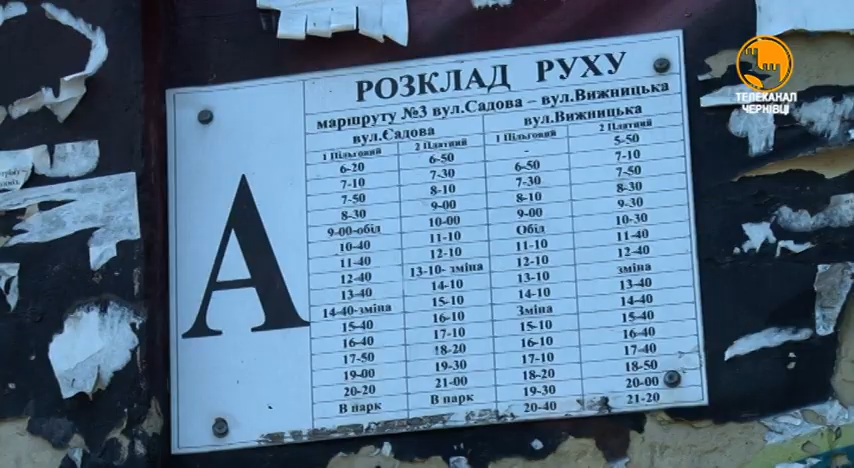 ТЕЛЕКАНАЛ
ЧЕРНІВЦІ
А
РОЗКЛАД РУХУ
маршруту №3 вул.Садова – вул.Вижницька
вул.Єадова вул.Вижницька
1 Пільговий 2 Платний 1 Пільговий 2 Платний
6-20 6-50 - 5-50
7-10 7-30 6-50 7-10
7-50 8-10 7-30 7-50
8-30 9-00 8-10 8-30
9-00-обід 10-00 9-00 9-30
10-40 11-10 Обід 10-30
11-40 12-10 11-10 11-40
12-40 13-10- зміна 12-10 12-40
13-40 14-10 13-10 зміна
14-40-зміна 15-10 14-10 13-40
15-40 16-10 Зміна 14-40
16-40 17-10 15-10 15-40
17-50 18-20 16-10 16-40
19-00 19-30 17-10 17-40
20-20 21-00 18-20 18-50
В парк В парк 19-30 20-00
20-40 21-20